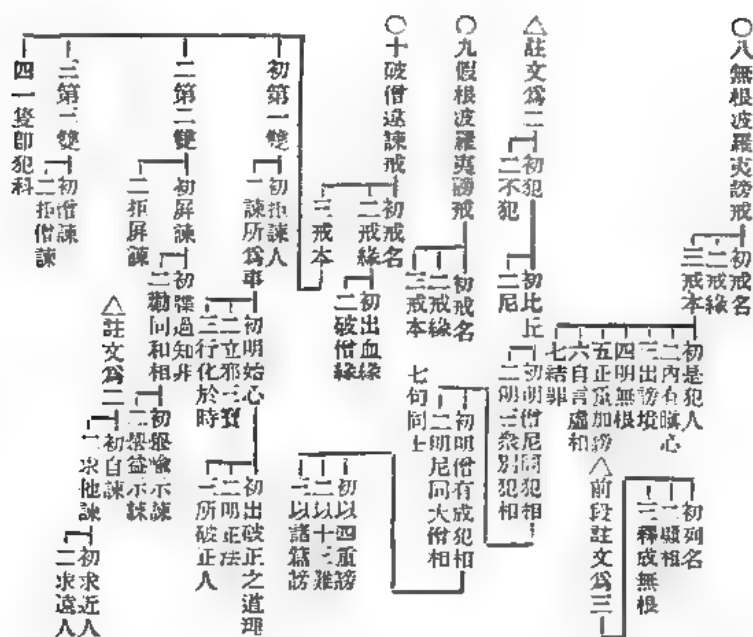 ○八無根波羅夷謗戒
初戒名
二戒緣
三戒本
初是犯人
二內有瞋心
三出謗境
四明無根
五正宣加謗
六自言虛相
七結罪
△前段註文爲三
初列名
二顯相
三釋成無根
△註文爲二
初犯
二不犯
初比丘
二尼
初明僧尼同犯相
二明三衆別犯相
初明僧有成犯相
二明尼同大僧相
初以四重謗
二以十三難
三以諸篇謗
○九假根波羅夷謗戒
初戒名
二戒緣
三戒本
七句同上
○十破僧違諫戒
初戒名
二戒緣
三戒本
初出血緣
二破僧緣
初第一雙
二第二雙
三第三雙
四一隻即犯科
初拒諫人
二諫所爲事
初明始心
二立邪三寶
三行化於時
初出破正之道理
二明正法
三所破正人
初屏諫
二拒屏諫
初牒過知非
二勸同和相
初舉喻示諫
二舉益示諫
△註文爲二
初自諫
二求他諫
初求近人
二求遠人
初僧諫
二拒僧諫